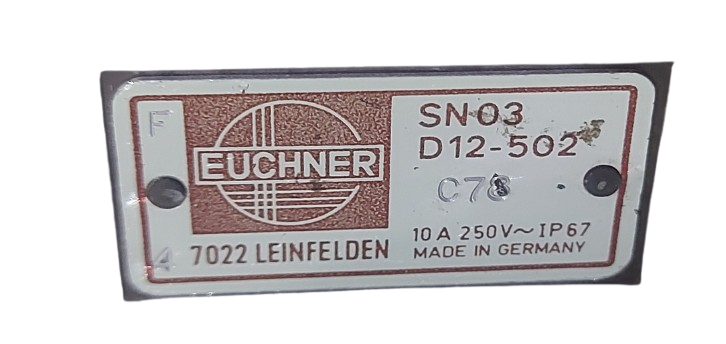 F
EUCHNER
4
7022 LEINFELDEN
SN03
D12-502
C78
10 A 250V~ IP67
MADE IN GERMANY